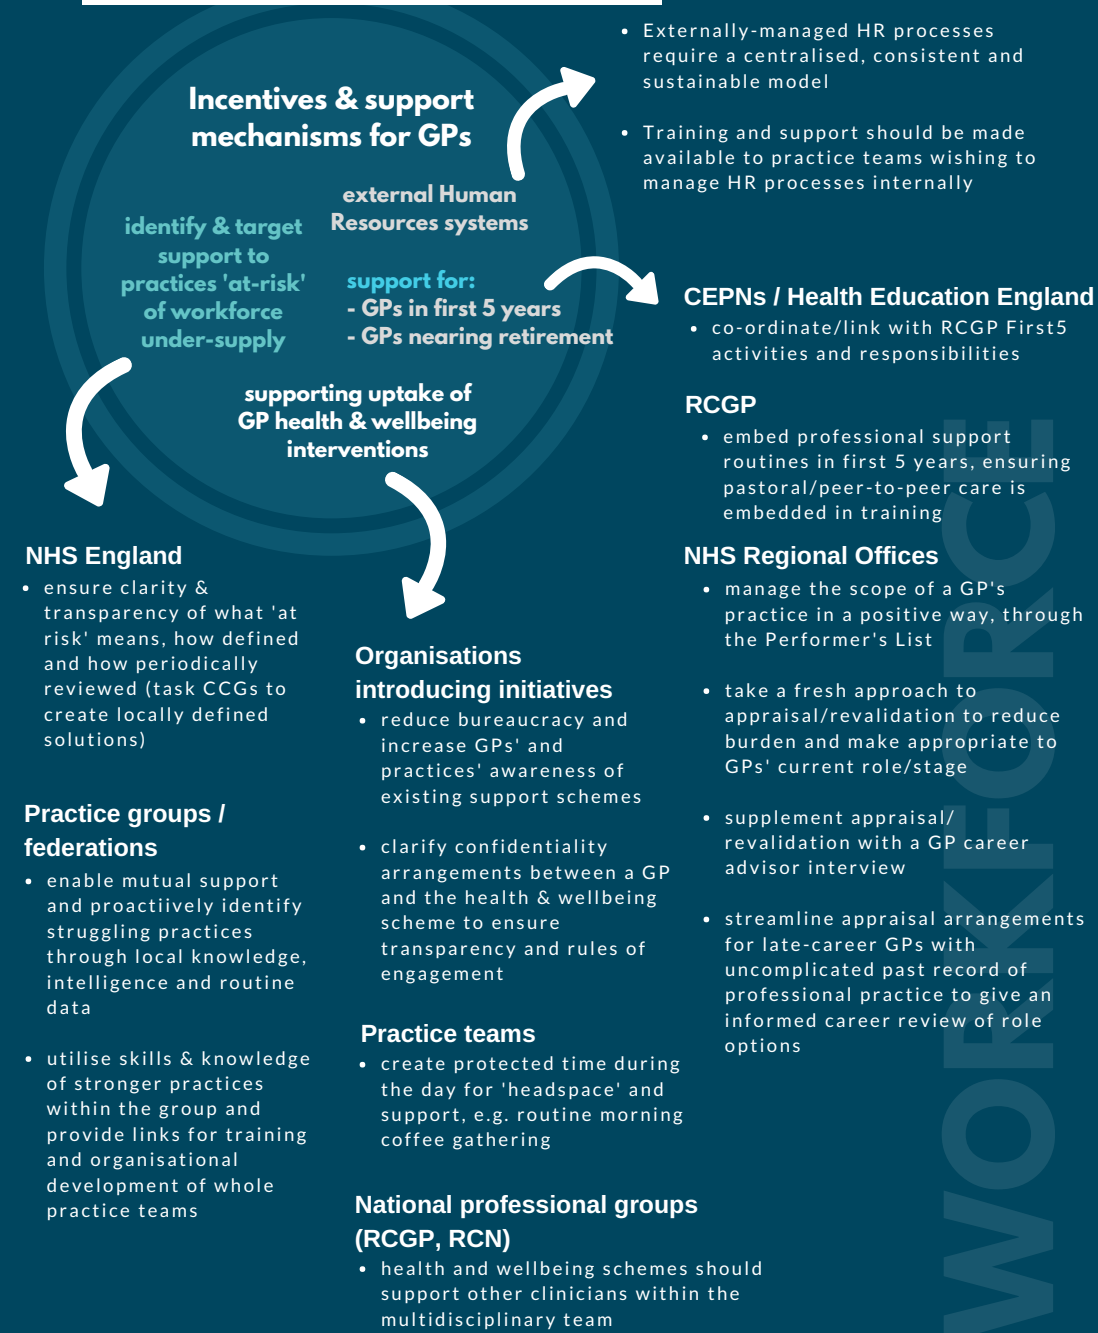 Incentives & support
mechanisms for GPs
external Human
Resources systems
identify & target
support to
practices 'at-risk'
of workforce
under-supply
support for:
- GPs in first 5 years
- GPs nearing retirement
supporting uptake of
GP health & wellbeing
interventions
• Externally-managed HR processes
require a centralised, consistent and
sustainable model
• Training and support should be made
available to practice teams wishing to
manage HR processes internally
CEPNs / Health Education England
• co-ordinate/link with RCGP First5
activities and responsibilities
RCGP
• embed professional support
routines in first 5 years, ensuring
pastoral/peer-to-peer care is
embedded in training
NHS Regional Offices
• manage the scope of a GP's
practice in a positive way, through
the Performer's List
• take a fresh approach to
appraisal/revalidation to reduce
burden and make appropriate to
GPs' current role/stage
• supplement appraisal/
revalidation with a GP career
advisor interview
• streamline appraisal arrangements
for late-career GPs with
uncomplicated past record of
professional practice to give an
informed career review of role
options
NHS England
• ensure clarity &
transparency of what 'at
risk' means, how defined
and how periodically
reviewed (task CCGs to
create locally defined
solutions)
Practice groups /
federations
• enable mutual support
and proactiively identify
struggling practices
through local knowledge,
intelligence and routine
data
• utilise skills & knowledge
of stronger practices
within the group and
provide links for training
and organisational
development of whole
practice teams
Organisations
introducing initiatives
• reduce bureaucracy and
increase GPs' and
practices' awareness of
existing support schemes
• clarify confidentiality
arrangements between a GP
and the health & wellbeing
scheme to ensure
transparency and rules of
engagement
Practice teams
• create protected time during
the day for 'headspace' and
support, e.g. routine morning
coffee gathering
National professional groups
(RCGP, RCN)
• health and wellbeing schemes should
support other clinicians within the
multidisciplinary team
WORKFORCE